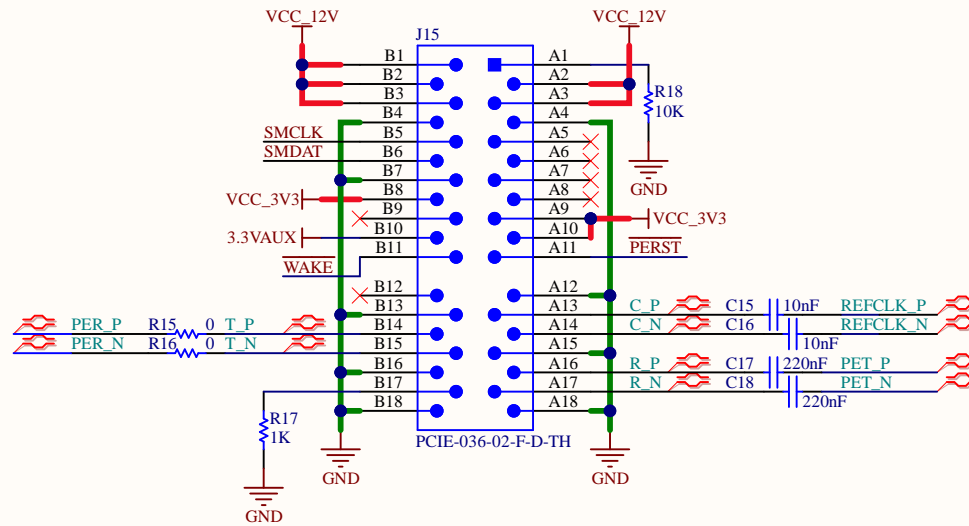 VCC_12V VCC_12V
J15
B1 A1
B2 A2
B3 A3
R18
10K
B4 A4
SMCLK B5 A5
SMDAT B6 A6
B7 A7
GND
VCC_3V3 B8 A8
B9 A9 VCC_3V3
3.3VAUX B10 A10
WAKE B11 A11 PERST
B12 A12
B13 A13 C_P C15 10nF REFCLK_P
PER_P R15 0 T_P B14 A14 C_N C16 REFCLK_N
10nF
PER_N R16 0 T_N B15 A15
B16 A16 R_P C17 220nF PET_P
B17 A17 R_N C18 PET_N
220nF
B18 A18
R17
1K
PCIE-036-02-F-D-TH
GND GND
GND